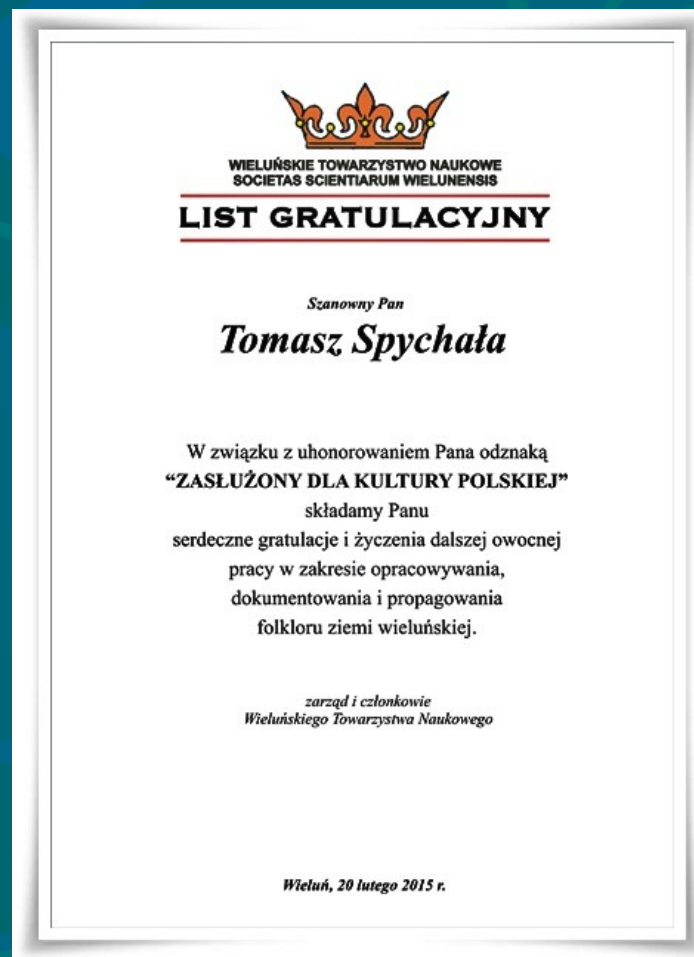 WIELUŃSKIE TOWARZYSTWO NAUKOWE
SOCIETAS SCIENTIARUM WIELUNENSIS
LIST GRATULACYJNY
Szanowny Pan
Tomasz Spychała
W związku z uhonorowaniem Pana odznaką
“ZASŁUŻONY DLA KULTURY POLSKIEJ”
składamy Panu
serdeczne gratulacje i życzenia dalszej owocnej
pracy w zakresie opracowywania,
dokumentowania i propagowania
folkloru ziemi wieluńskiej.
zarząd i członkowie
Wieluńskiego Towarzystwa Naukowego
Wieluń, 20 lutego 2015 r.